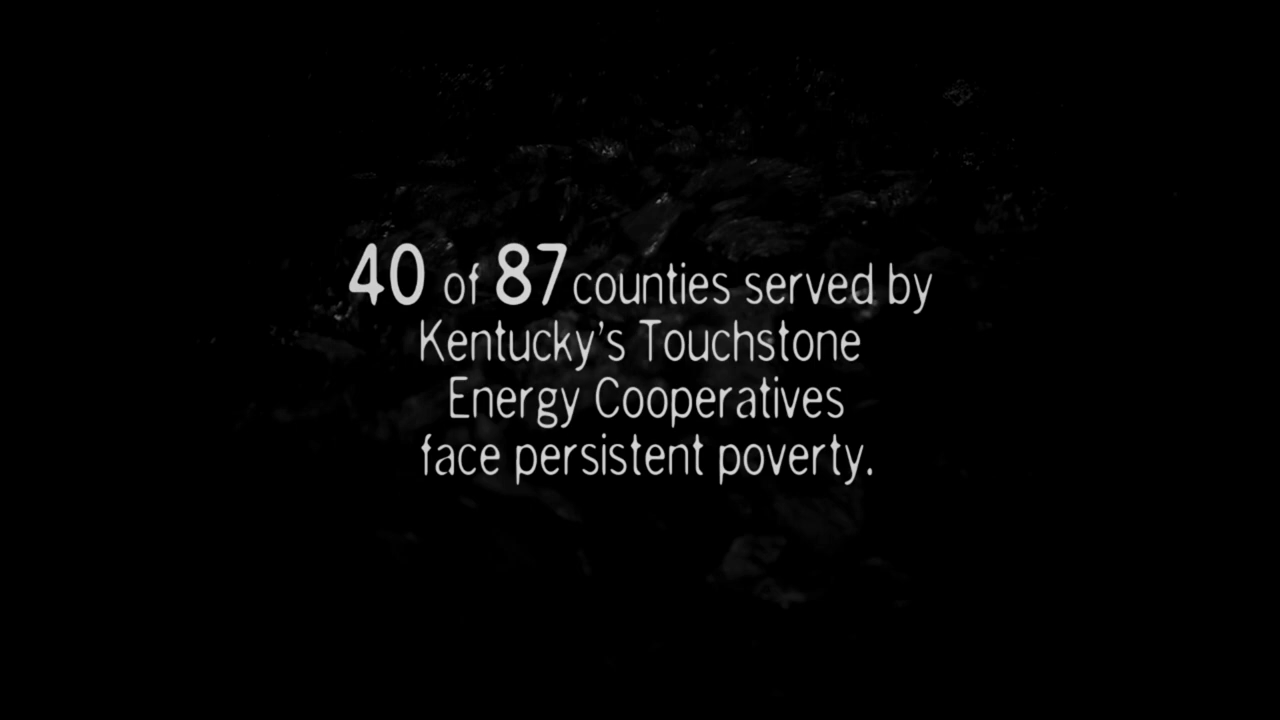 40 of 87 counties served by
Kentucky's Touchstone
Energy Cooperatives
face persistent poverty.